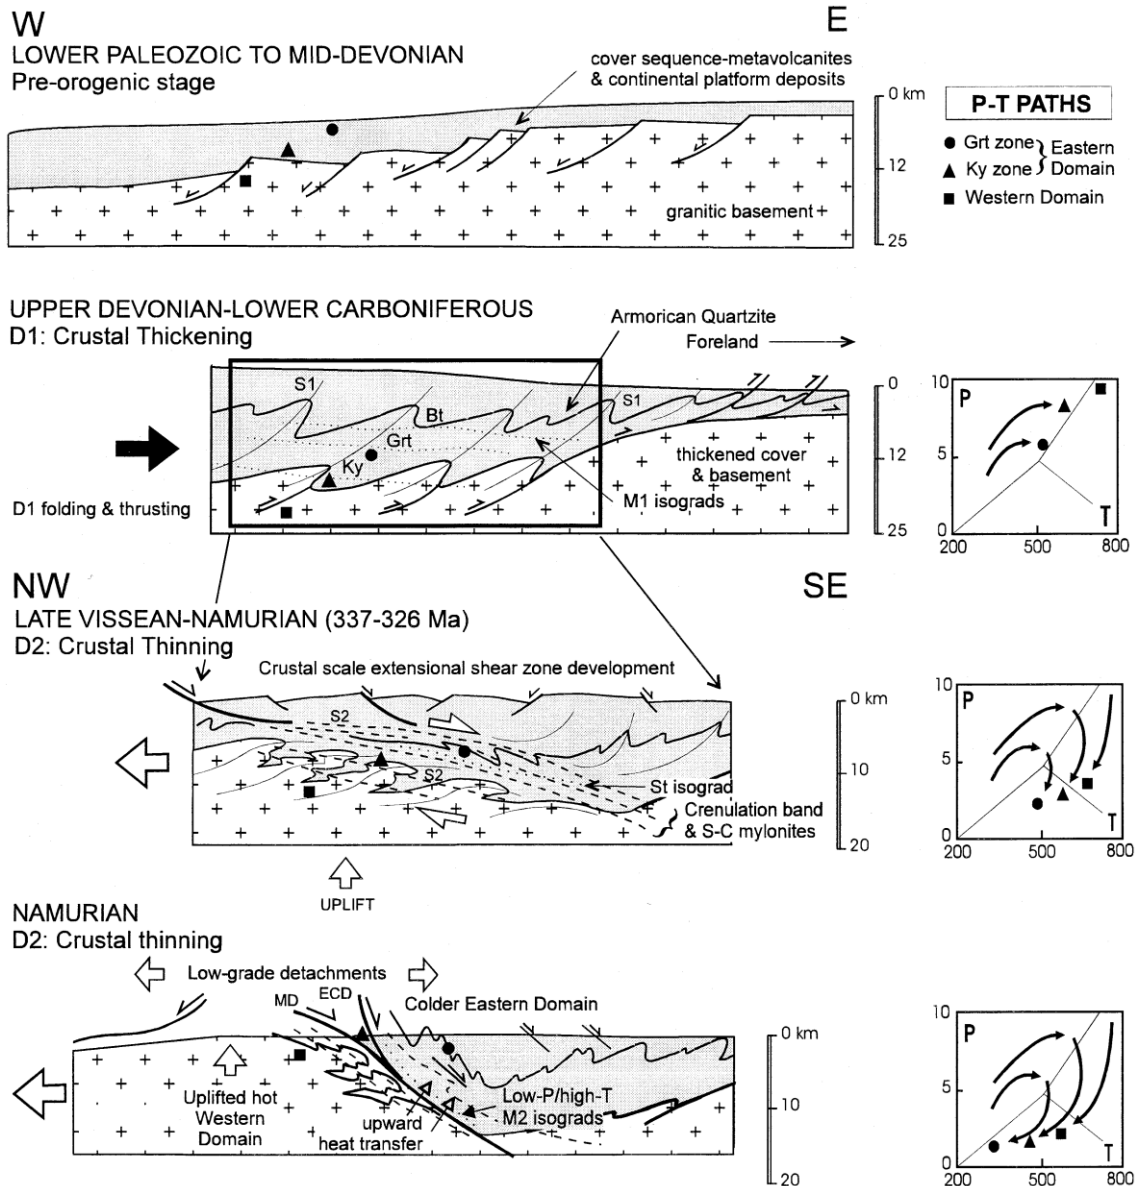 W
E
LOWER PALEOZOIC TO MID-DEVONIAN
Pre-orogenic stage
cover sequence-metavolcanites
& continental platform deposits
0 km
12
25
granitic basement
P-T PATHS
Grt zone
Ky zone
Eastern
Domain
Western Domain
UPPER DEVONIAN-LOWER CARBONIFEROUS
D1: Crustal Thickening
Armorican Quartzite
Foreland
S1
Bt
S1
Grt
Ky
thickened cover
& basement
M1 isograds
D1 folding & thrusting
0
12
25
10
P
5
T
0
200
500
800
NW
SE
LATE VISSEAN-NAMURIAN (337-326 Ma)
D2: Crustal Thinning
Crustal scale extensional shear zone development
S2
S2
St isograd
Crenulation band
& S-C mylonites
UPLIFT
0 km
10
20
10
P
5
T
0
200
500
800
NAMURIAN
D2: Crustal thinning
Low-grade detachments
MD
ECD
Colder Eastern Domain
Uplifted hot
Western
Domain
upward
heat transfer
Low-P/high-T
M2 isograds
0 km
10
20
10
P
5
T
0
200
500
800